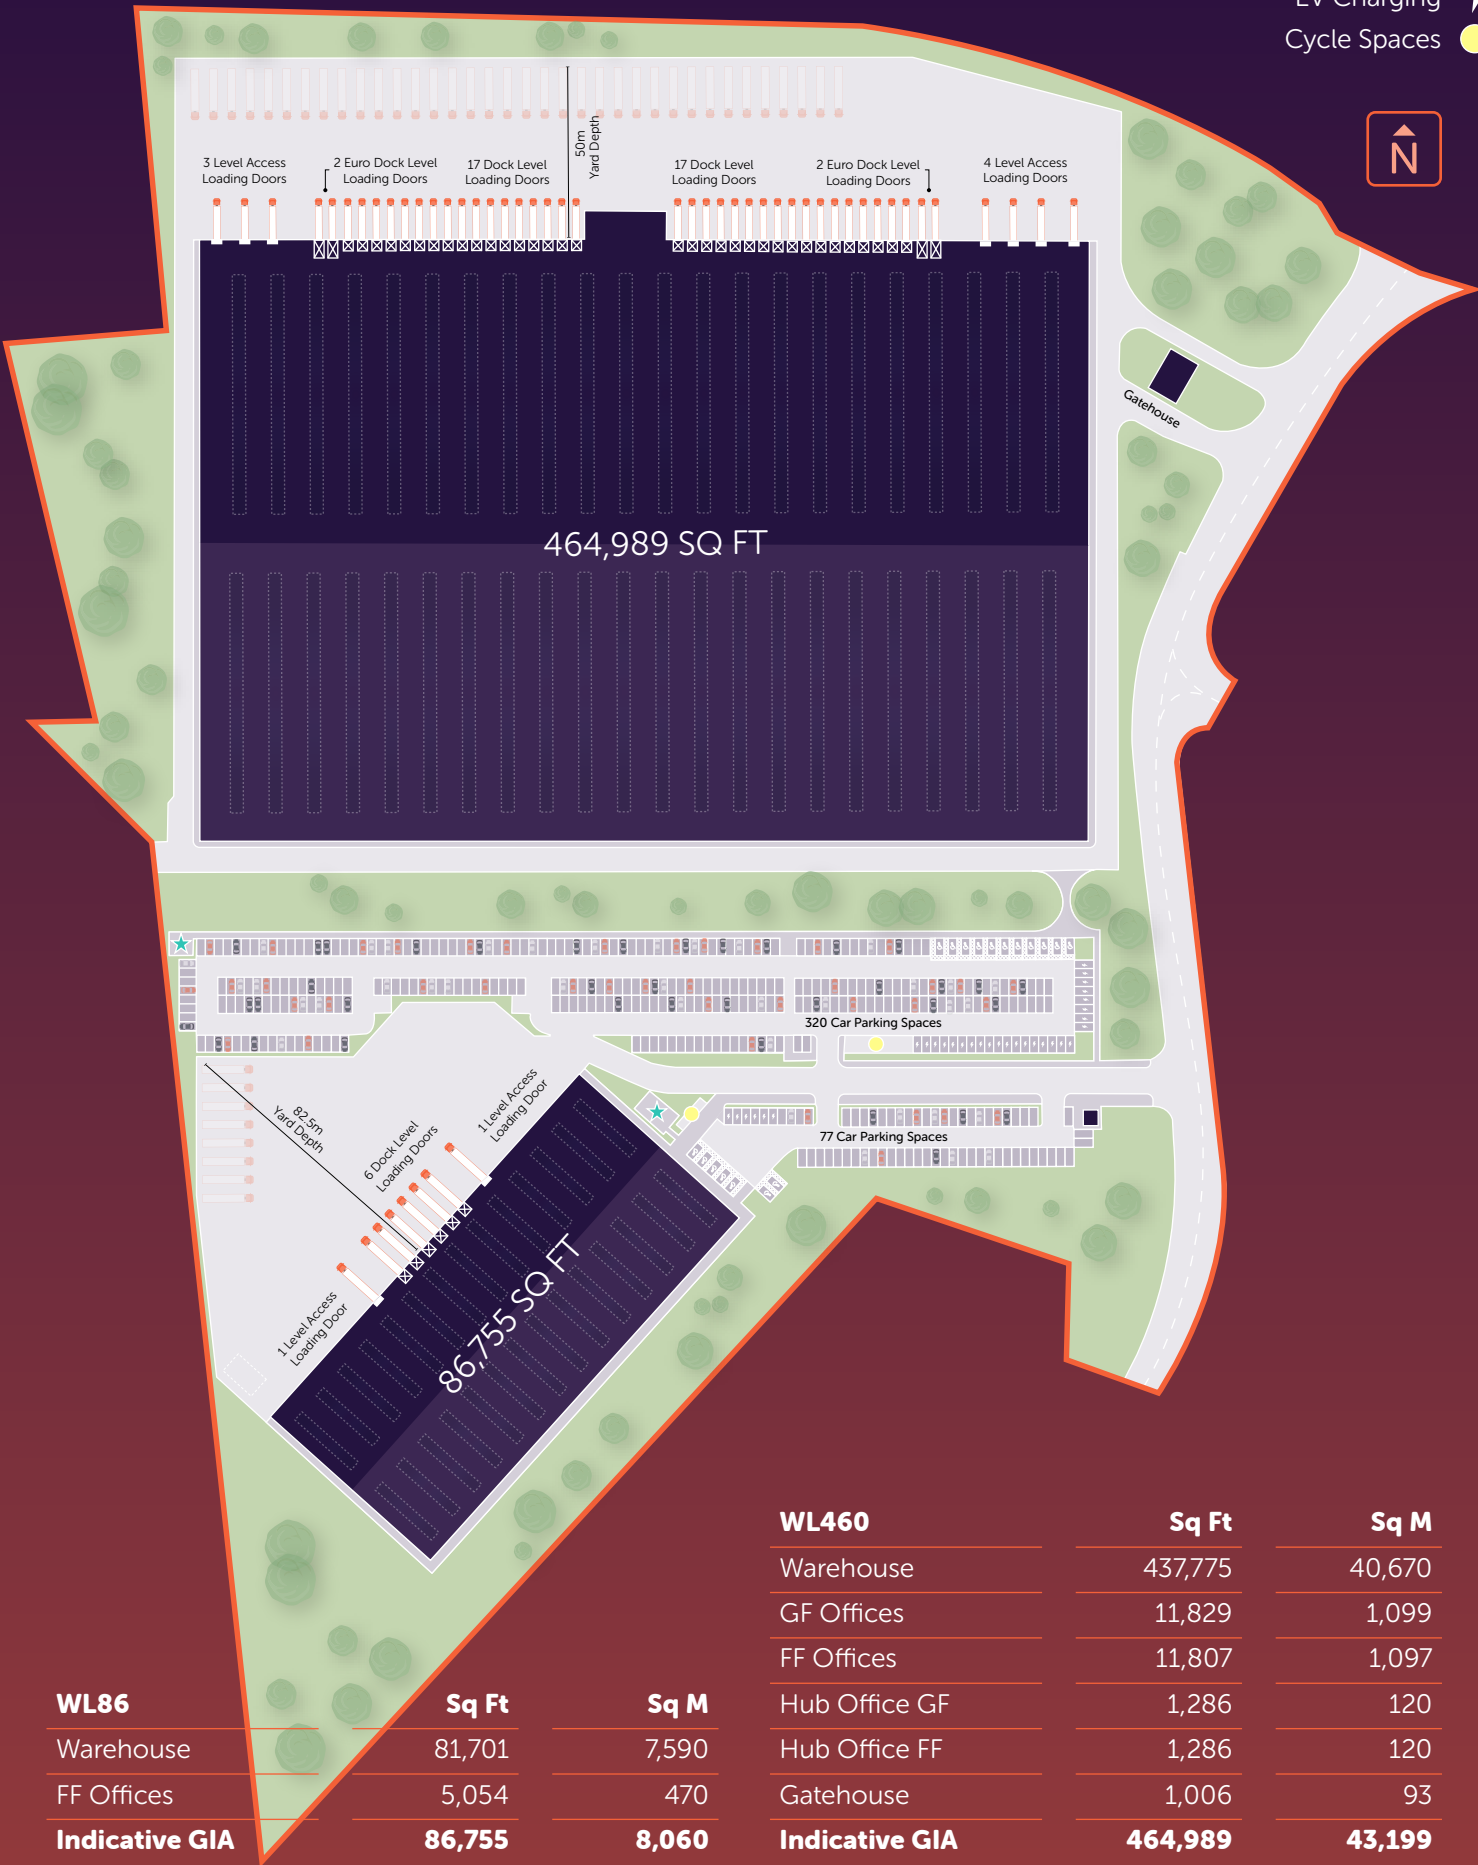 EV Charging
Cycle Spaces
N
50m
Yard Depth
3 Level Access
Loading Doors
2 Euro Dock Level
Loading Doors
17 Dock Level
Loading Doors
17 Dock Level
Loading Doors
2 Euro Dock Level
Loading Doors
4 Level Access
Loading Doors
Gatehouse
464,989 SQ FT
320 Car Parking Spaces
82.5m
Yard Depth
1 Level Access
Loading Door
6 Dock Level
Loading Doors
77 Car Parking Spaces
1 Level Access
Loading Door
86,755 SQ FT
WL460 Sq Ft Sq M
Warehouse 437,775 40,670
GF Offices 11,829 1,099
FF Offices 11,807 1,097
Hub Office GF 1,286 120
Hub Office FF 1,286 120
Gatehouse 1,006 93
Indicative GIA 464,989 43,199
WL86 Sq Ft Sq M
Warehouse 81,701 7,590
FF Offices 5,054 470
Indicative GIA 86,755 8,060